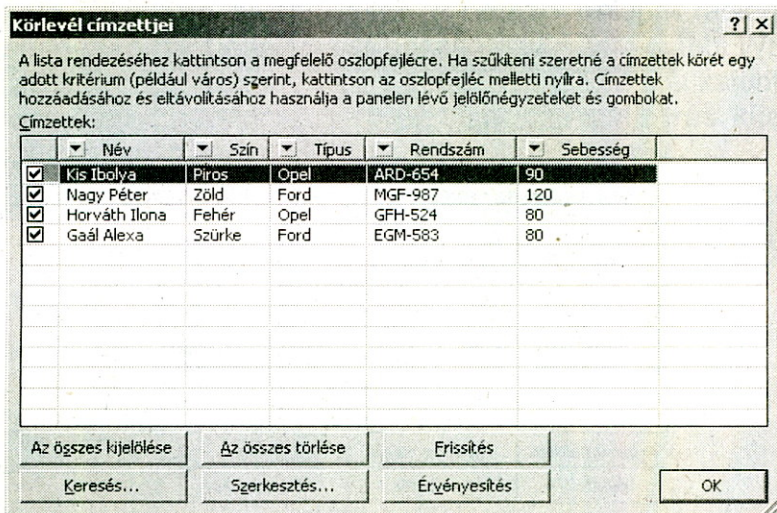 Körlevél címzettjei
A lista rendezéséhez kattintson a megfelelő oszlopfejlécre. Ha szűkíteni szeretné a címzettek körét egy
adott kritérium (például város) szerint, kattintson az oszlopfejléc melletti nyílra. Címzettek
hozzáadásához és eltávolításához használja a panelen lévő jelölőnégyzeteket és gombokat.
Címzettek:
Név Szín Típus Rendszám Sebesség
Kis Ibolya Piros Opel ARD-654 90
Nagy Péter Zöld Ford MGF-987 120
Horváth Ilona Fehér Opel GFH-524 80
Gaál Alexa Szürke Ford EGM-583 80
Az összes kijelölése Az összes törlése Frissítés
Keresés... Szerkesztés... Érvényesítés OK